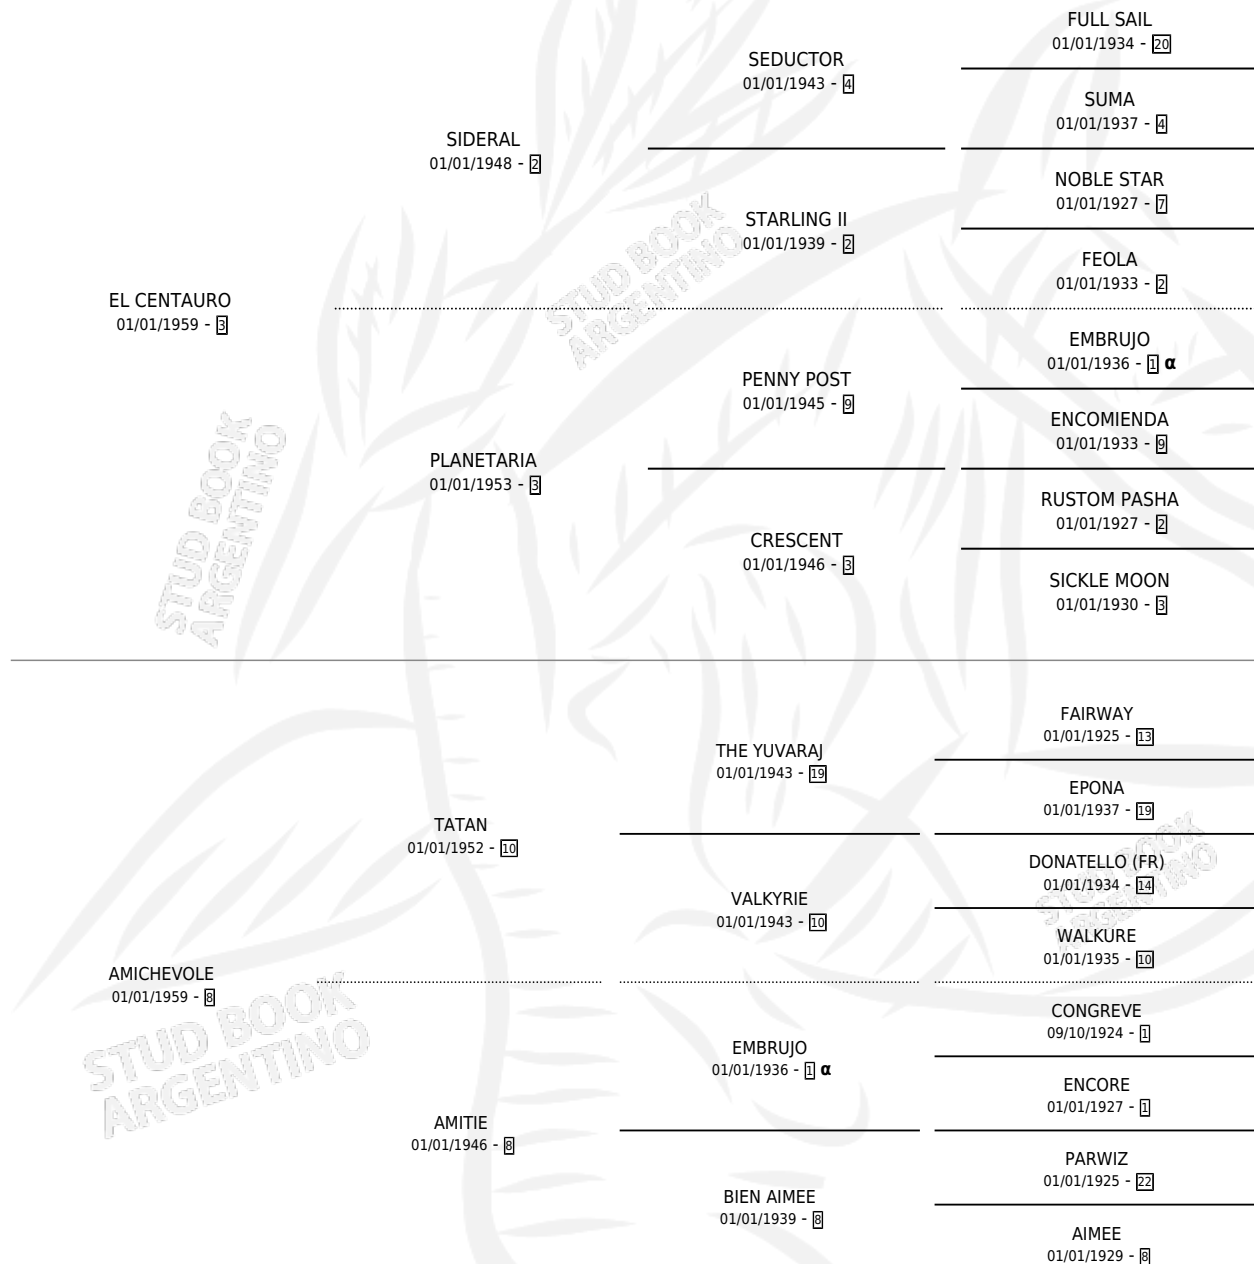 FULL SAIL
01/01/1934 - 20
SEDUCTOR
01/01/1943 - 4
SUMA
01/01/1937 - 4
SIDERAL
01/01/1948 - 2
NOBLE STAR
01/01/1927 - 7
STARLING II
01/01/1939 - 2
FEOLA
01/01/1933 - 2
EL CENTAURO
01/01/1959 - 3
EMBRUJO
01/01/1936 - 1 α
PENNY POST
01/01/1945 - 9
ENCOMIENDA
01/01/1933 - 9
PLANETARIA
01/01/1953 - 3
RUSTOM PASHA
01/01/1927 - 2
CRESCENT
01/01/1946 - 3
SICKLE MOON
01/01/1930 - 3
FAIRWAY
01/01/1925 - 13
THE YUVARAJ
01/01/1943 - 19
EPONA
01/01/1937 - 19
TATAN
01/01/1952 - 10
DONATELLO (FR)
01/01/1934 - 14
VALKYRIE
01/01/1943 - 10
WALKURE
01/01/1935 - 10
AMICHEVOLE
01/01/1959 - 8
CONGREVE
09/10/1924 - 1
EMBRUJO
01/01/1936 - 1 α
ENCORE
01/01/1927 - 1
AMITIE
01/01/1946 - 8
PARWIZ
01/01/1925 - 22
BIEN AIMEE
01/01/1939 - 8
AIMEE
01/01/1929 - 8
STUD BOOK
ARGENTINO
STUD BOOK
ARGENTINO
STUD BOOK
ARGENTINO
STUD BOOK
ARGENTINO